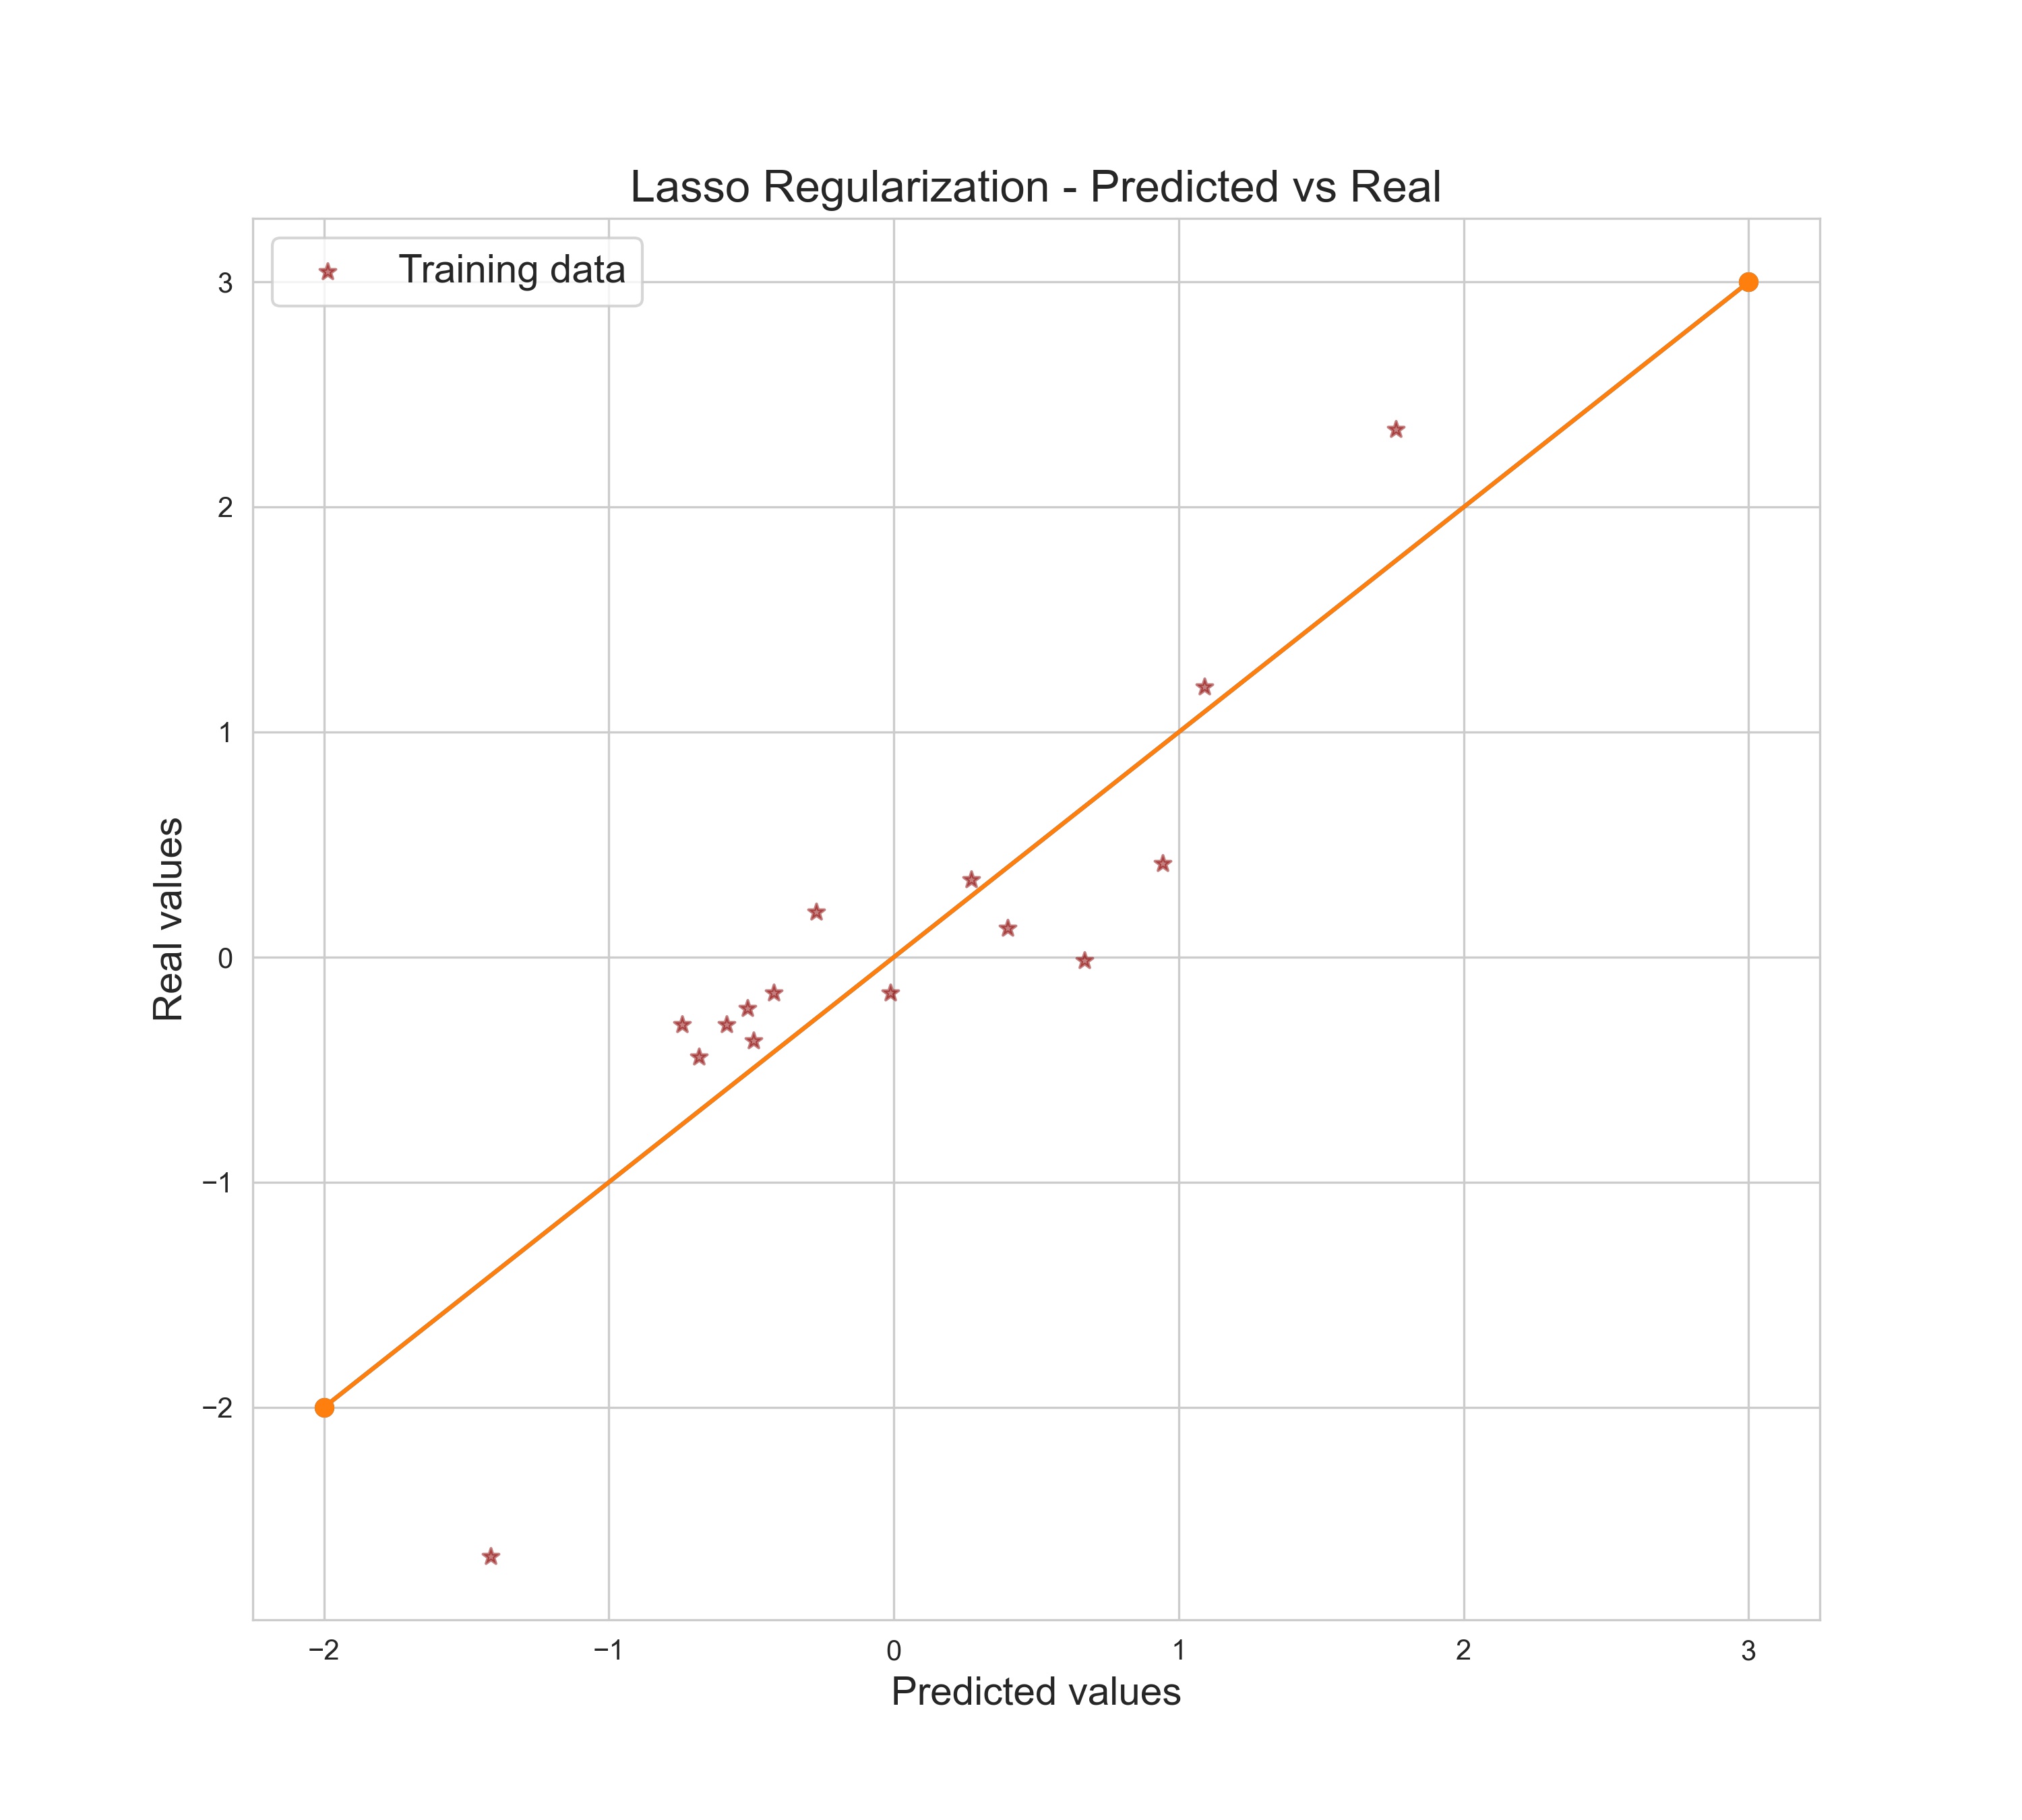 Lasso Regularization - Predicted vs Real
Training data
3
2
1
0
−1
−2
Real values
−2 −1 0 1 2 3
Predicted values